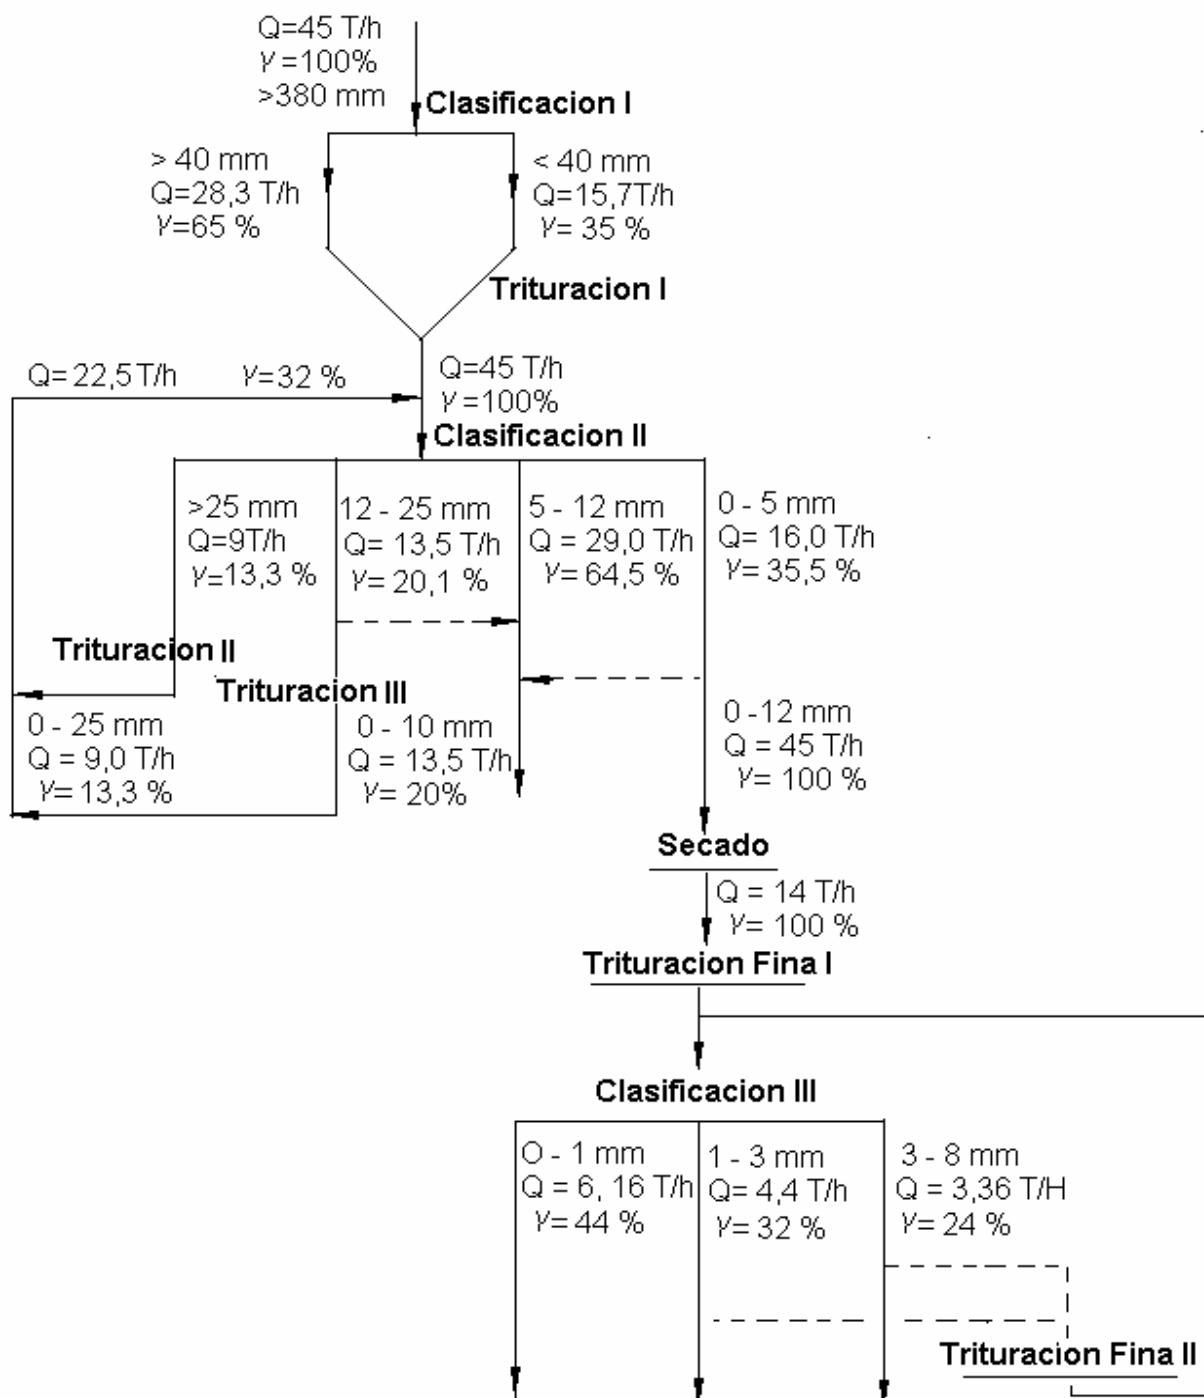 Q=45 T/h
γ=100%
>380 mm
Clasificacion I
> 40 mm
Q=28,3 T/h
γ=65 %
< 40 mm
Q=15,7T/h
γ= 35 %
Trituracion I
Q= 22,5 T/h γ=32 %
Q=45 T/h
γ=100%
Clasificacion II
>25 mm
Q=9T/h
γ=13,3 %
12 - 25 mm
Q= 13,5 T/h
γ= 20,1 %
5 - 12 mm
Q = 29,0 T/h
γ= 64,5 %
0 - 5 mm
Q= 16,0 T/h
γ= 35,5 %
Trituracion II
Trituracion III
0 - 25 mm
Q = 9,0 T/h
γ= 13,3 %
0 - 10 mm
Q = 13,5 T/h
γ= 20%
0 -12 mm
Q = 45 T/h
γ= 100 %
Secado
Q = 14 T/h
γ= 100 %
Trituracion Fina I
Clasificacion III
O - 1 mm
Q = 6, 16 T/h
γ= 44 %
1 - 3 mm
Q= 4,4 T/h
γ= 32 %
3 - 8 mm
Q = 3,36 T/H
γ= 24 %
Trituracion Fina II